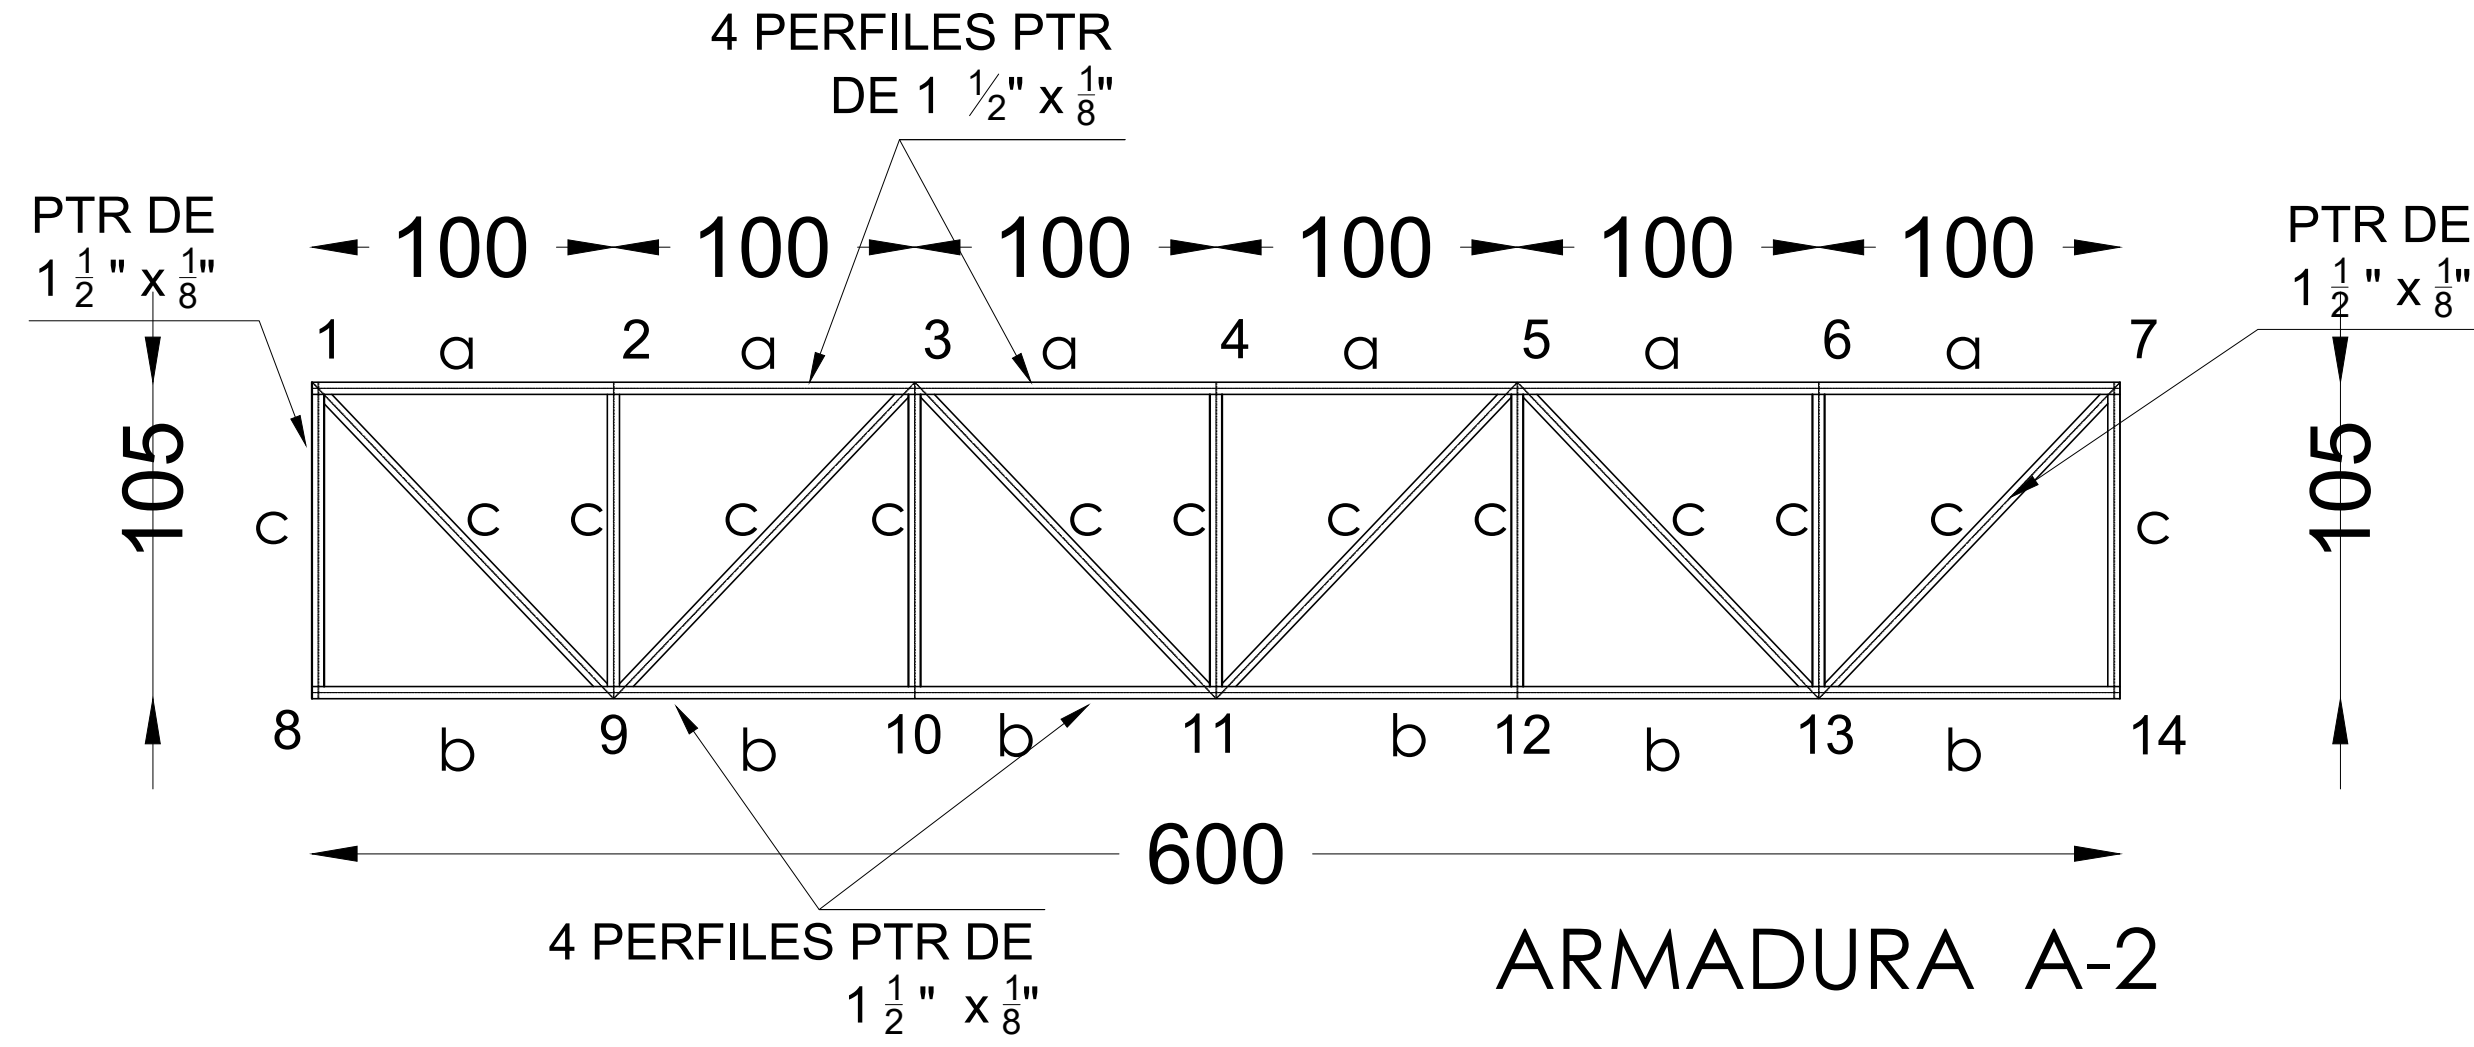 4 PERFILES PTR
DE 1 ½" x 1/8"
PTR DE
1 1/2 " x 1/8"
PTR DE
1 1/2 " x 1/8"
100 100 100 100 100 100
1 2 3 4 5 6 7
a a a a a a
105 105
c c c c c c c c c c c c c
8 9 10 11 12 13 14
b b b b b b
600
4 PERFILES PTR DE
1 1/2 " x 1/8"
ARMADURA A-2